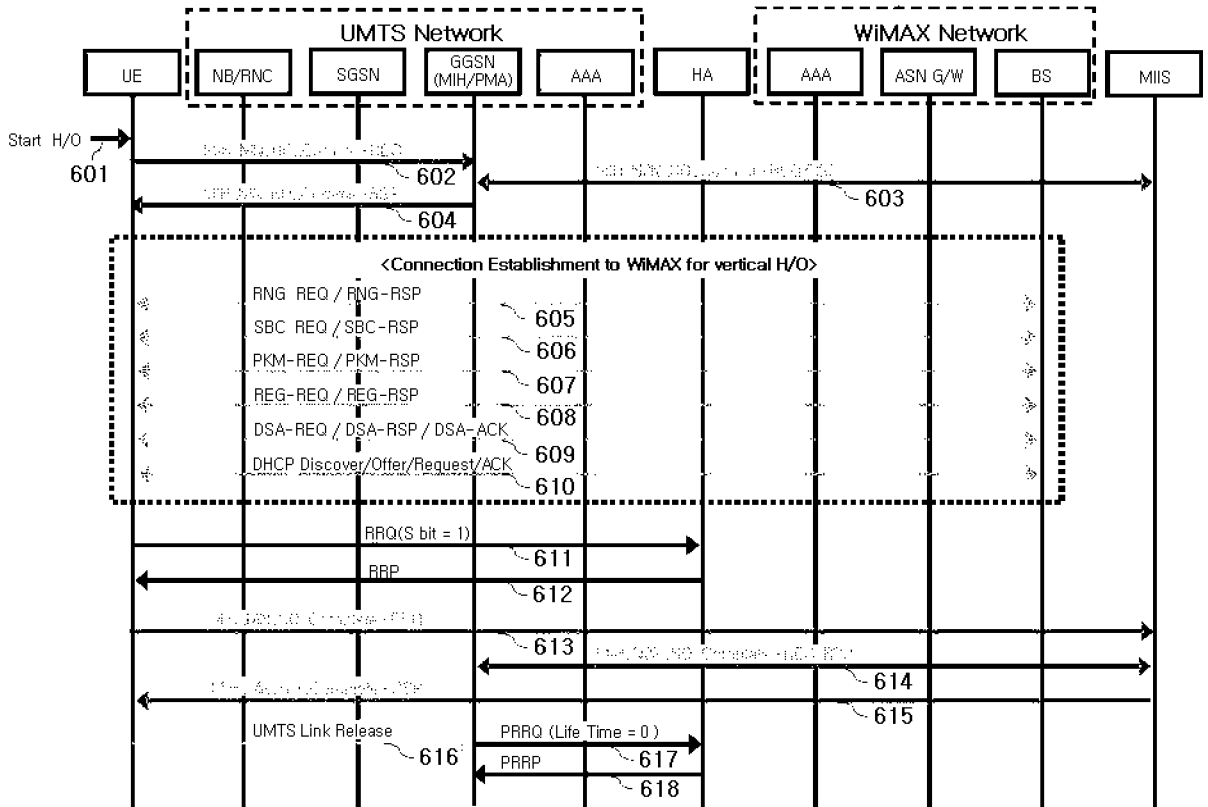 UMTS Network
WiMAX Network
UE
NB/RNC
SGSN
GGSN
(MIH/PMA)
AAA
HA
AAA
ASN G/W
BS
MIIS
Start H/O
601
602
603
604
<Connection Establishment to WiMAX for vertical H/O>
RNG REQ / RNG-RSP
605
SBC REQ / SBC-RSP
606
PKM-REQ / PKM-RSP
607
REG-REQ / REG-RSP
608
DSA-REQ / DSA-RSP / DSA-ACK
609
DHCP Discover/Offer/Request/ACK
610
RRQ(S bit = 1)
611
RRP
612
613
614
615
UMTS Link Release
616
PRRQ (Life Time = 0 )
617
PRRP
618